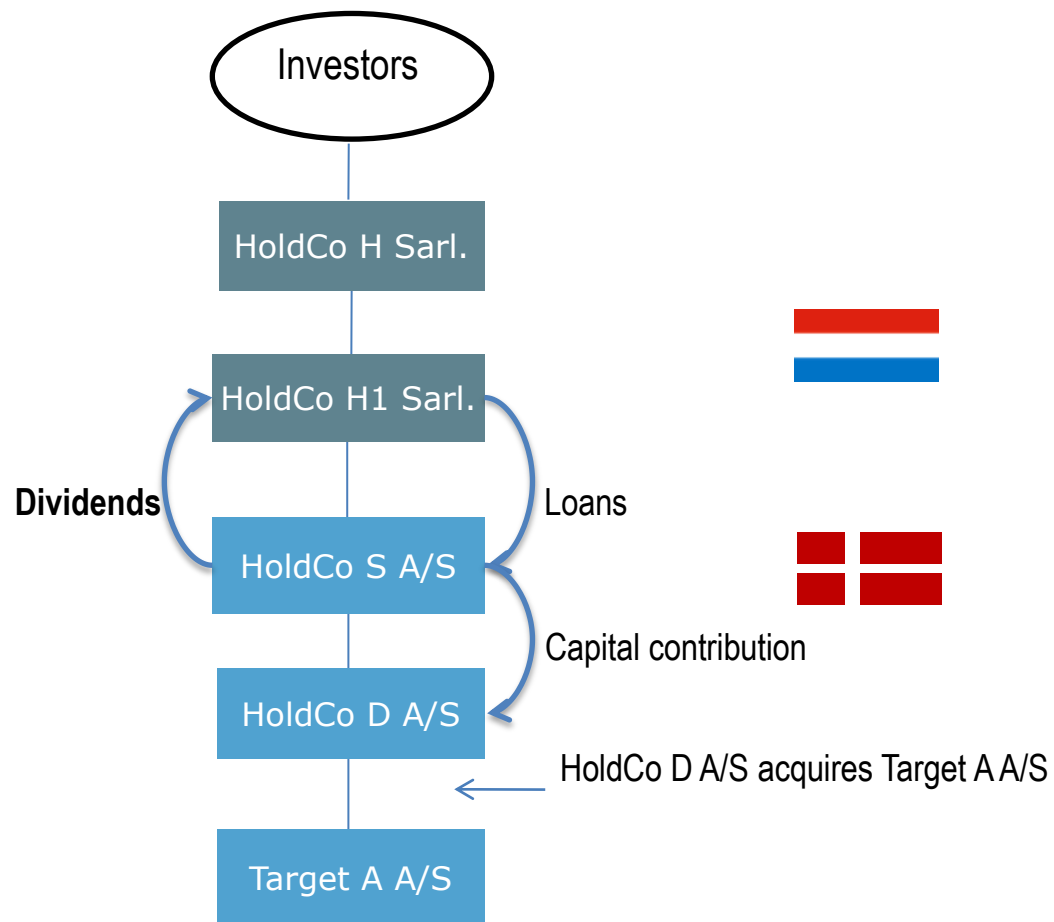 Investors
HoldCo H Sarl.
HoldCo H1 Sarl.
Dividends
Loans
HoldCo S A/S
Capital contribution
HoldCo D A/S
HoldCo D A/S acquires Target A A/S
Target A A/S